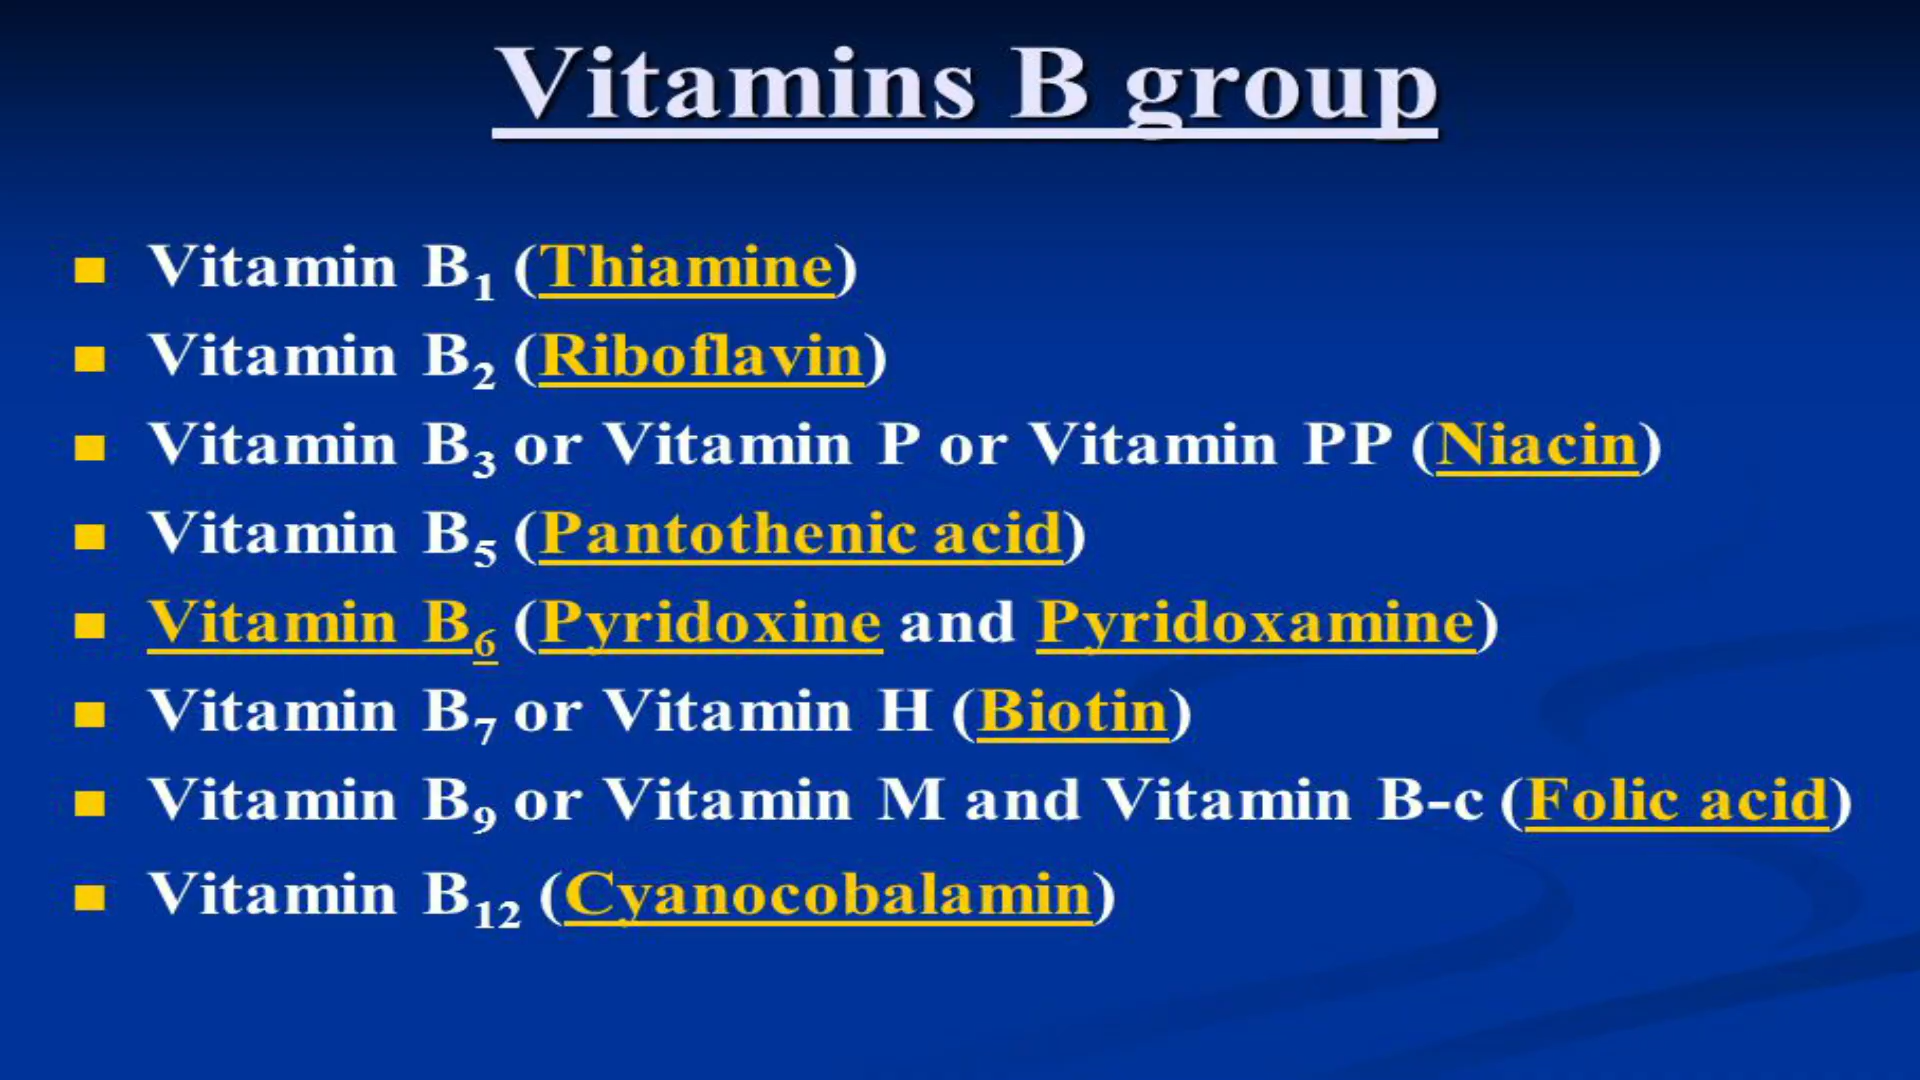 Vitamins B group
■ Vitamin B₁ (Thiamine)
■ Vitamin B₂ (Riboflavin)
■ Vitamin B₃ or Vitamin P or Vitamin PP (Niacin)
■ Vitamin B₅ (Pantothenic acid)
■ Vitamin B₆ (Pyridoxine and Pyridoxamine)
■ Vitamin B₇ or Vitamin H (Biotin)
■ Vitamin B₉ or Vitamin M and Vitamin B-c (Folic acid)
■ Vitamin B₁₂ (Cyanocobalamin)